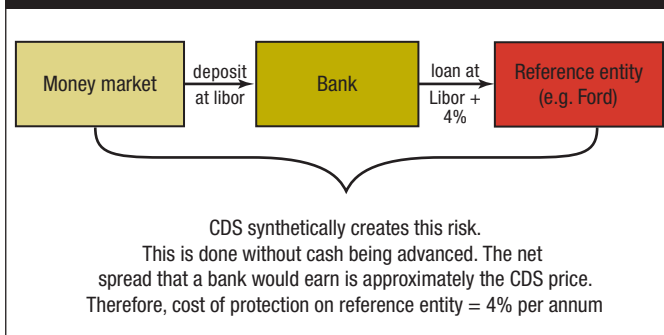 Money market
deposit
at libor
Bank
loan at
Libor +
4%
Reference entity
(e.g. Ford)
CDS synthetically creates this risk.
This is done without cash being advanced. The net
spread that a bank would earn is approximately the CDS price.
Therefore, cost of protection on reference entity = 4% per annum